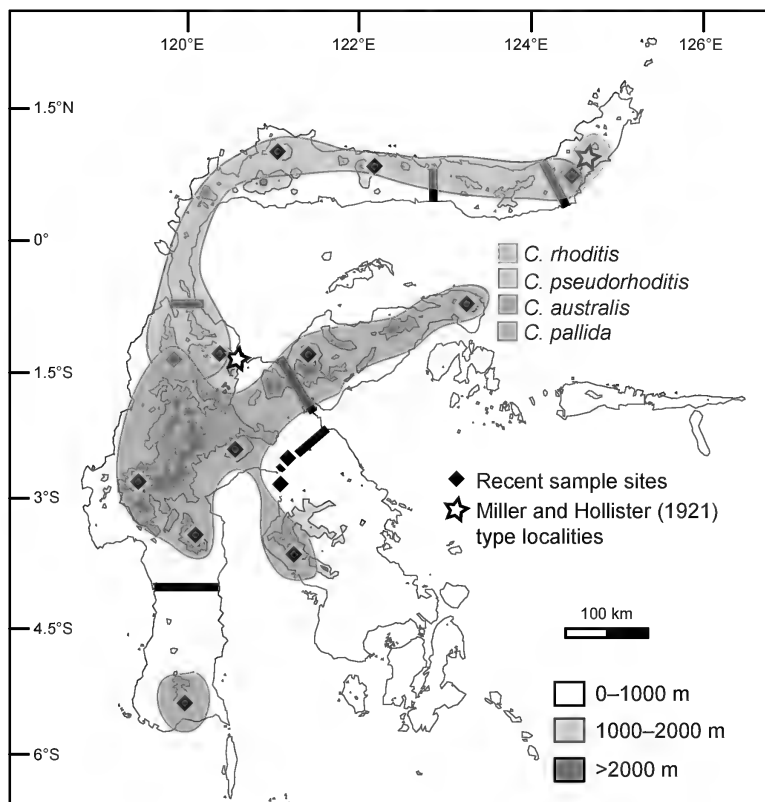 120°E 122°E 124°E 126°E
1.5°N
0°
C. rhoditis
C. pseudorhoditis
C. australis
C. pallida
1.5°S
Recent sample sites
3°S
Miller and Hollister (1921)
type localities
100 km
4.5°S
0–1000 m
1000–2000 m
6°S
>2000 m